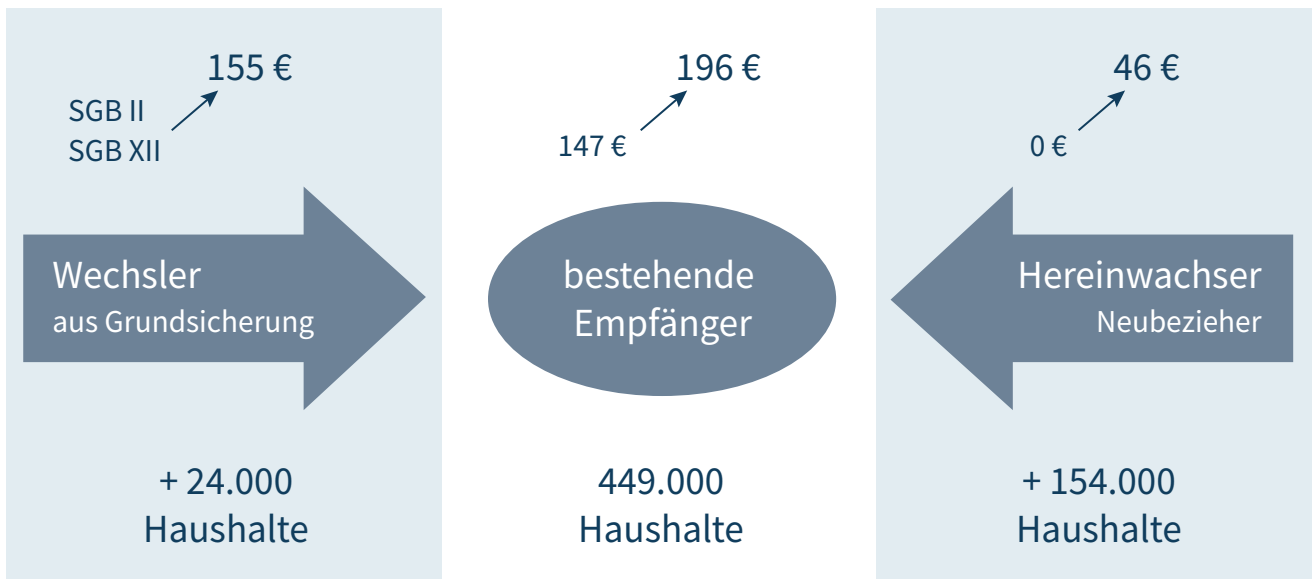 155 €
SGB II
SGB XII
Wechsler
aus Grundsicherung
+ 24.000
Haushalte
196 €
147 €
bestehende
Empfänger
449.000
Haushalte
46 €
0 €
Hereinwachser
Neubezieher
+ 154.000
Haushalte